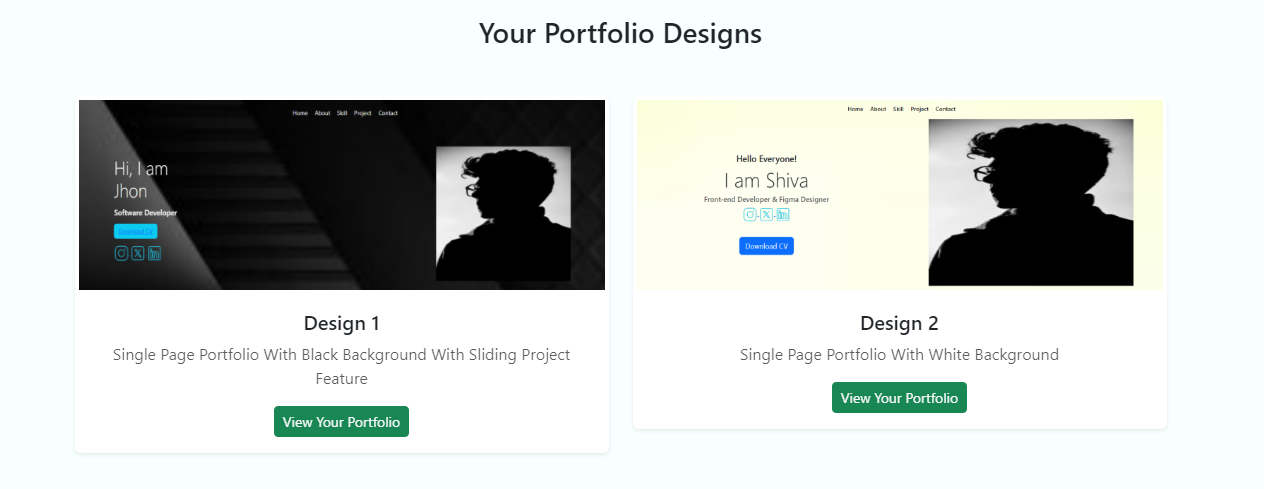 Your Portfolio Designs
Home About Skill Project Contact
Hi, I am
Jhon
Software Developer
Download CV
Design 1
Single Page Portfolio With Black Background With Sliding Project
Feature
View Your Portfolio
Home About Skill Project Contact
Hello Everyone!
I am Shiva
Front-end Developer & Figma Designer
Download CV
Design 2
Single Page Portfolio With White Background
View Your Portfolio